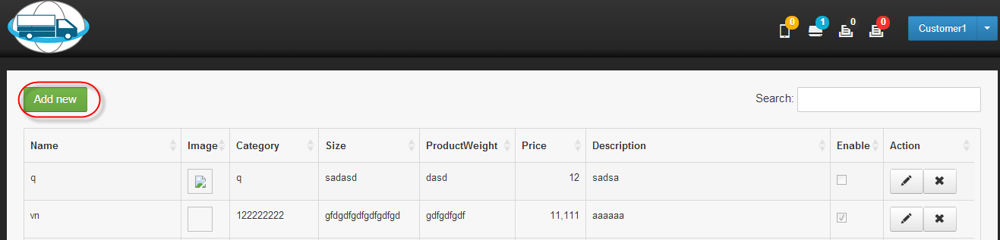 0 1 0 0 Customer1
Add new Search:
Name Image Category Size ProductWeight Price Description Enable Action
q q sadasd dasd 12 sadsa
vn 122222222 gfdgdfgdfgdfgdfgd gdfgdfgdf 11,111 aaaaaa